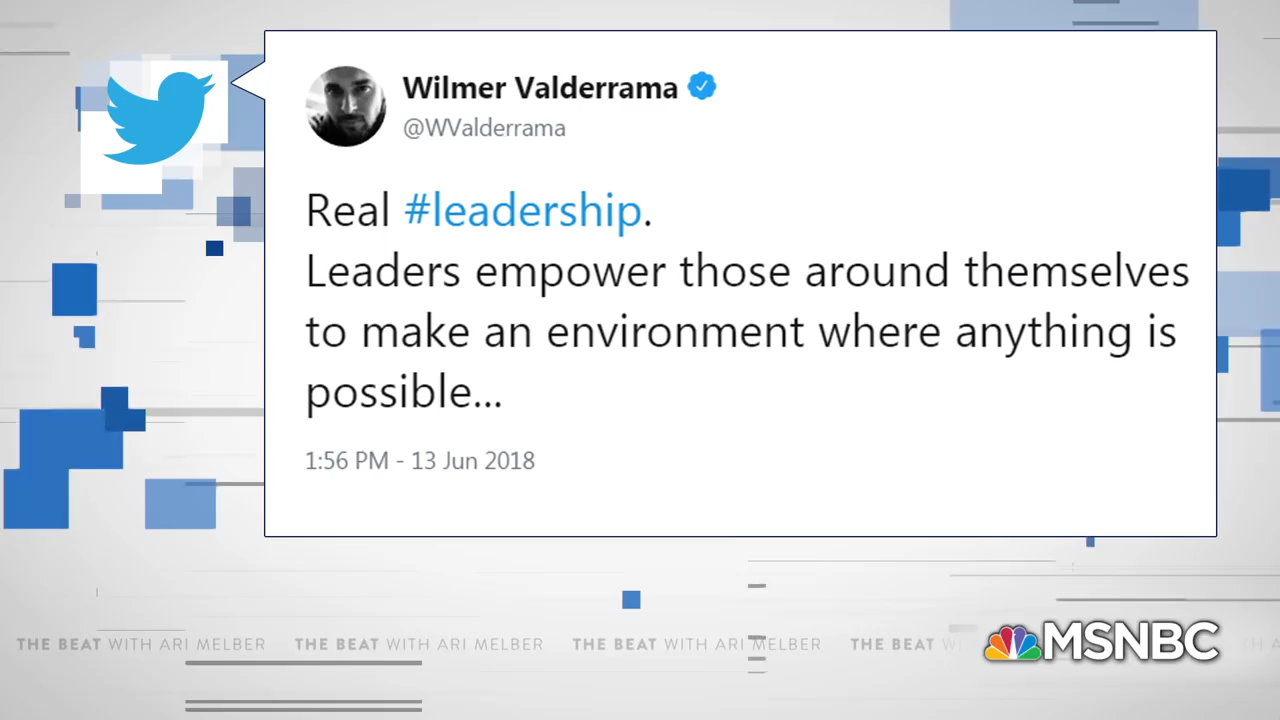 Wilmer Valderrama
@WValderrama
Real #leadership.
Leaders empower those around themselves
to make an environment where anything is
possible...
1:56 PM - 13 Jun 2018
THE BEAT WITH ARI MELBER THE BEAT WITH ARI MELBER THE BEAT WITH ARI MELBER THE BEAT
MSNBC